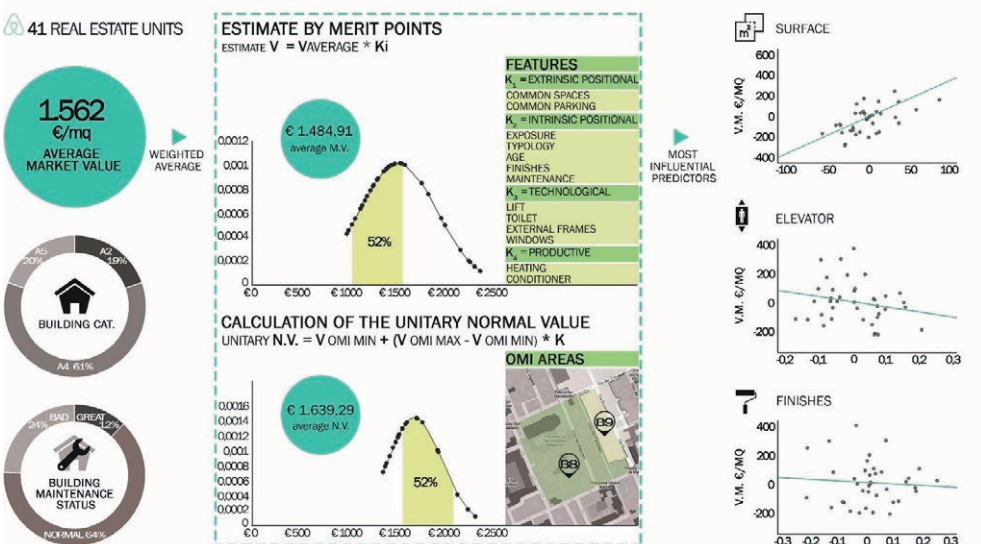 41 REAL ESTATE UNITS
1.562
€/mq
AVERAGE
MARKET VALUE
WEIGHTED
AVERAGE
A5
20%
A2
19%
BUILDING CAT.
A4 61%
BAD
24%
GREAT
12%
BUILDING
MAINTENANCE
STATUS
NORMAL 64%
ESTIMATE BY MERIT POINTS
ESTIMATE V = VAVERAGE * Ki
€ 1.484,91
average M.V.
0,0012
0,001
0,0008
0,0006
0,0004
0,0002
0
52%
€0 €500 €1000 €1500 €2000 €2500
FEATURES
K1 = EXTRINSIC POSITIONAL
COMMON SPACES
COMMON PARKING
K2 = INTRINSIC POSITIONAL
EXPOSURE
TYPOLOGY
AGE
FINISHES
MAINTENANCE
K3 = TECHNOLOGICAL
LIFT
TOILET
EXTERNAL FRAMES
WINDOWS
K4 = PRODUCTIVE
HEATING
CONDITIONER
CALCULATION OF THE UNITARY NORMAL VALUE
UNITARY N.V. = V OMI MIN + (V OMI MAX - V OMI MIN) * K
€ 1.639,29
average N.V.
0,0016
0,0014
0,0012
0,001
0,0008
0,0006
0,0004
0,0002
0
52%
€0 €500 €1000 €1500 €2000 €2500
OMI AREAS
B9
B8
MOST
INFLUENTIAL
PREDICTORS
m²
SURFACE
V.M. €/MQ
600
400
200
0
-200
-400
-100 -50 0 50 100
ELEVATOR
V.M. €/MQ
400
200
0
-200
-0,2 -0,1 0 0,1 0,2 0,3
FINISHES
V.M. €/MQ
400
200
0
-200
-0,3 -0,2 -0,1 0 0,1 0,2 0,3